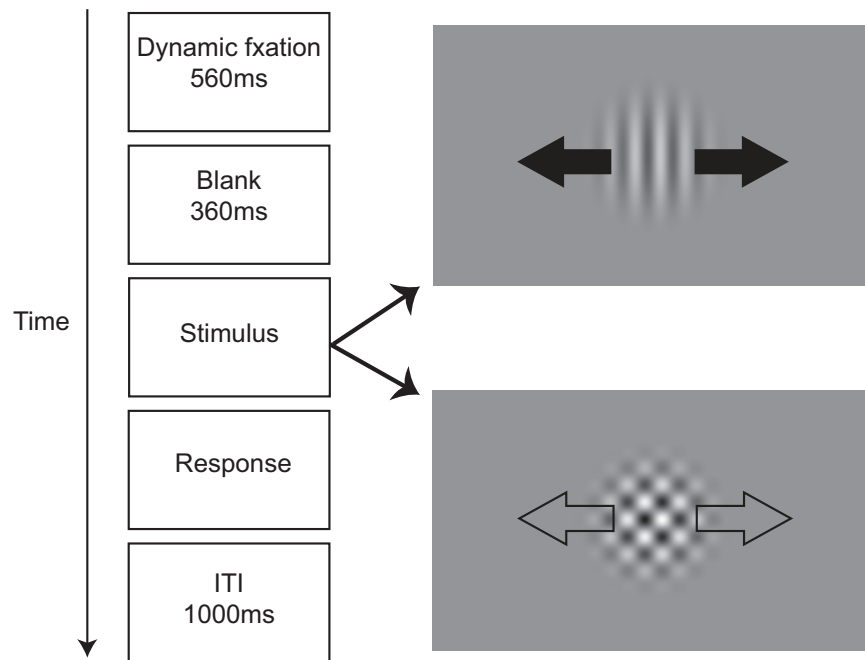 Dynamic fxation
560ms
Blank
360ms
Time
Stimulus
Response
ITI
1000ms